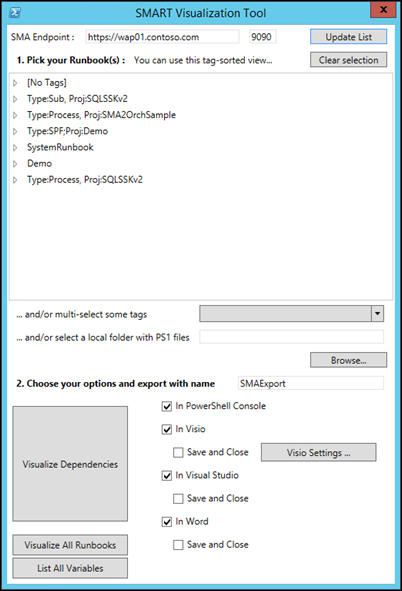 SMART Visualization Tool
SMA Endpoint : https://wap01.contoso.com 9090 Update List
1. Pick your Runbook(s) : You can use this tag-sorted view... Clear selection
[No Tags]
Type:Sub, Proj:SQLSSKv2
Type:Process, Proj:SMA2OrchSample
Type:SPF;Proj:Demo
SystemRunbook
Demo
Type:Process, Proj:SQLSSKv2
... and/or multi-select some tags
... and/or select a local folder with PS1 files
Browse...
2. Choose your options and export with name SMAExport
In PowerShell Console
In Visio
Visualize Dependencies Save and Close Visio Settings ...
In Visual Studio
Save and Close
In Word
Visualize All Runbooks Save and Close
List All Variables